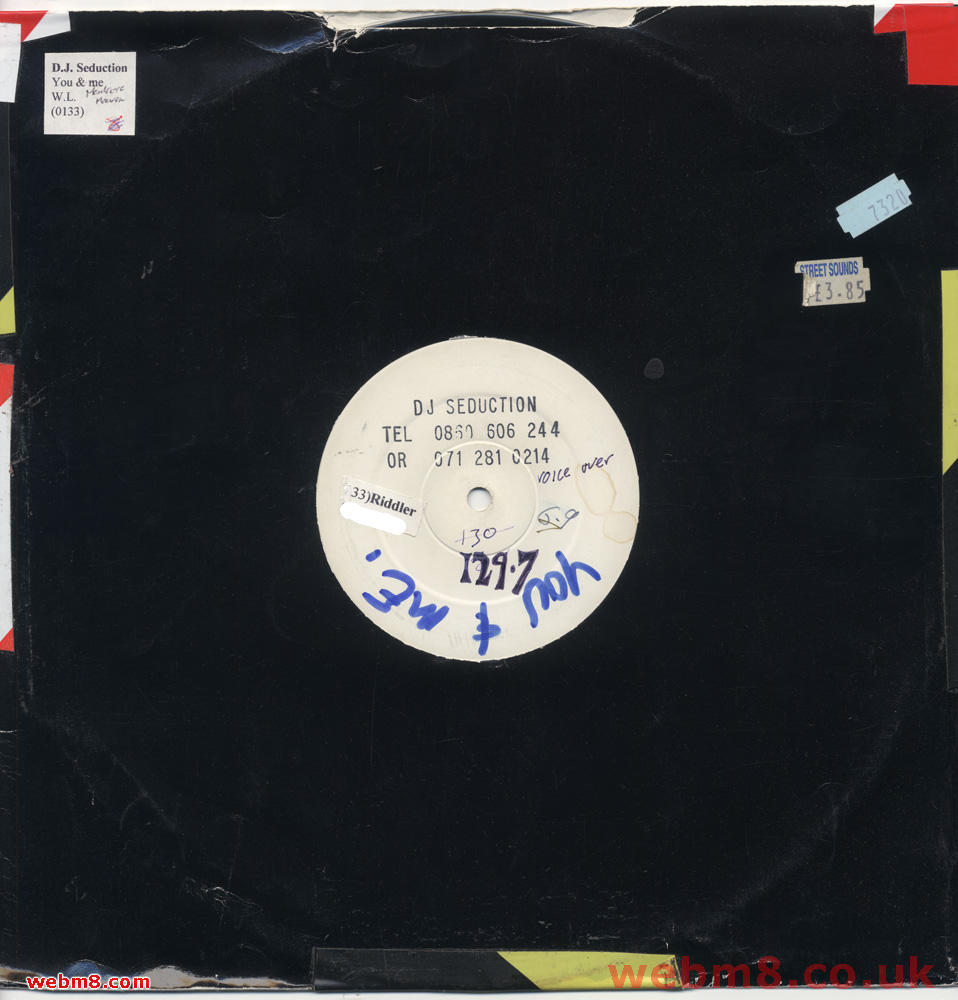 D.J. Seduction
You & me
W.L.
(0133)
7320
STREET SOUNDS
£3.85
DJ SEDUCTION
TEL 0860 606 244
OR 071 281 0214
voice over
33)Riddler
130
129.7
YOU & ME,
webm8.com
webm8.co.uk